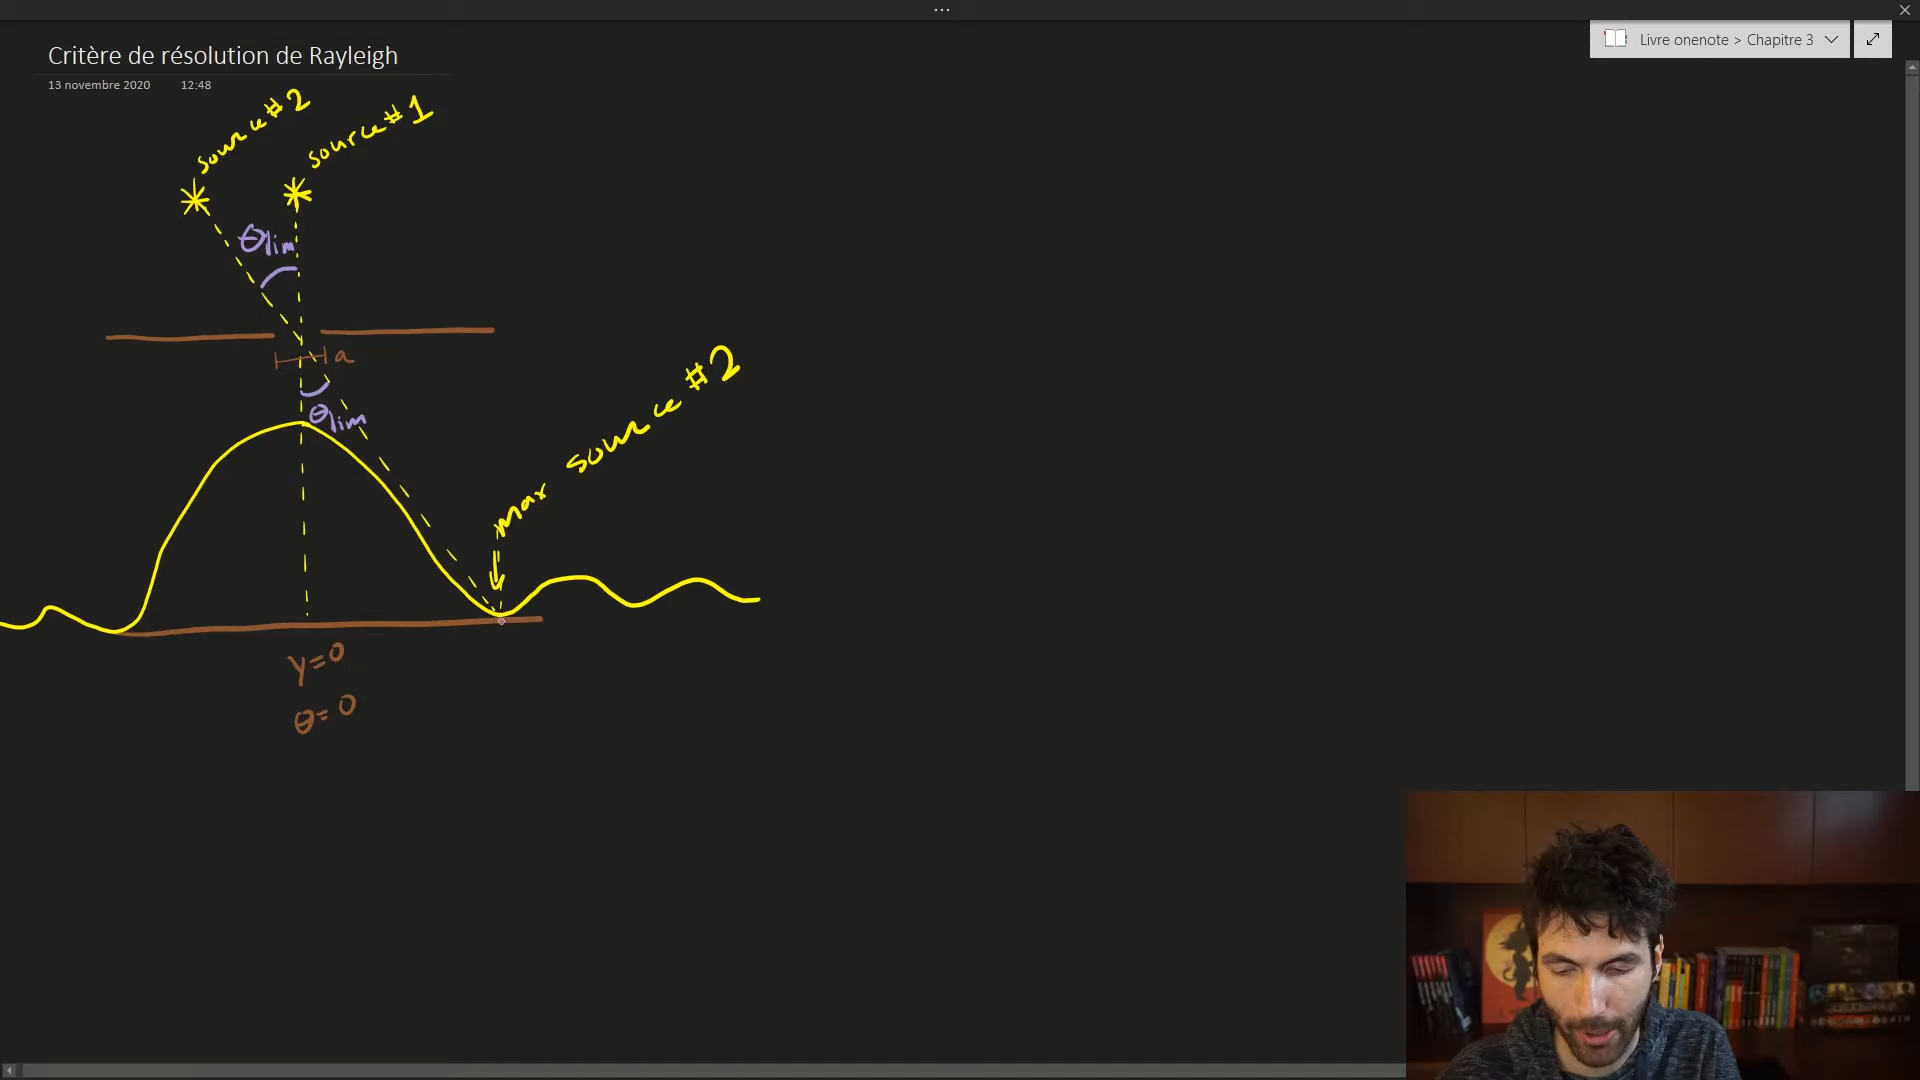 Critère de résolution de Rayleigh
Livre onenote > Chapitre 3
13 novembre 2020 12:48
source #2
source #1
θlim
a
θlim
max source #2
y=0
θ=0